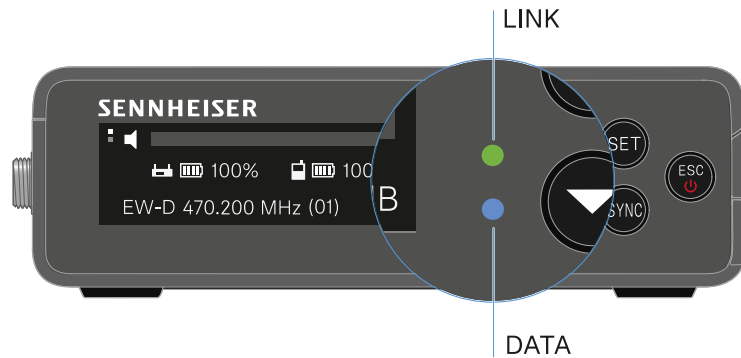 LINK
SENNHEISER
100% 100
EW-D 470.200 MHz (01)
B
SET
ESC
SYNC
DATA